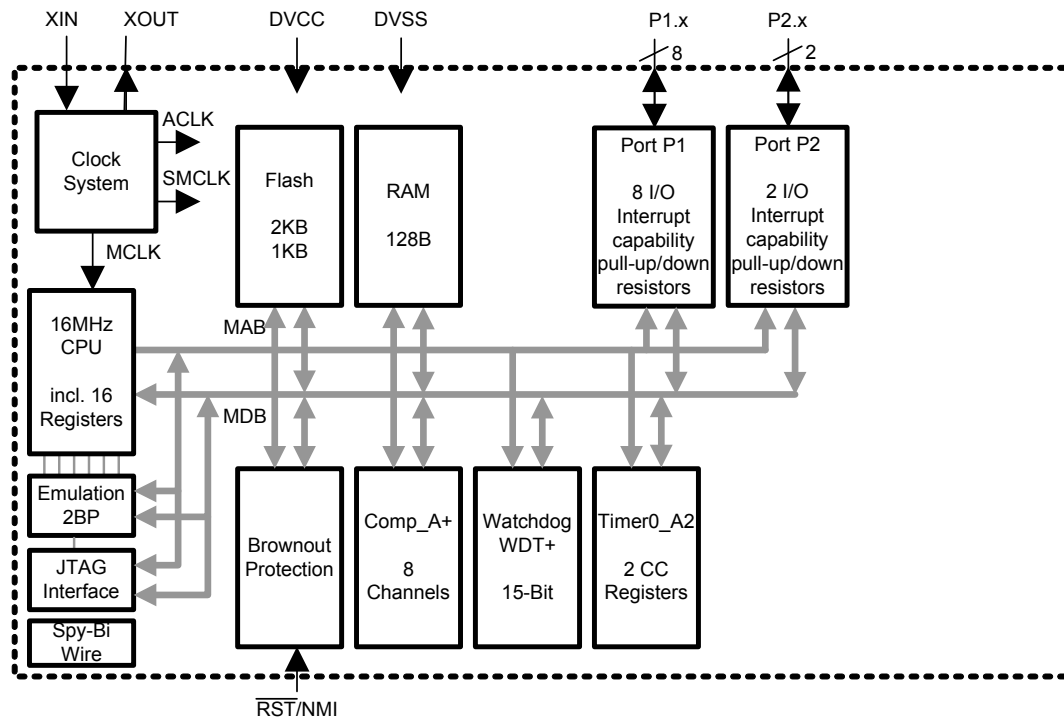 XIN
XOUT
DVCC
DVSS
P1.x
P2.x
8
2
ACLK
SMCLK
MCLK
Clock
System
Flash
2KB
1KB
RAM
128B
Port P1
8 I/O
Interrupt
capability
pull-up/down
resistors
Port P2
2 I/O
Interrupt
capability
pull-up/down
resistors
16MHz
CPU
incl. 16
Registers
MAB
MDB
Emulation
2BP
JTAG
Interface
Spy-Bi
Wire
Brownout
Protection
Comp_A+
8
Channels
Watchdog
WDT+
15-Bit
Timer0_A2
2 CC
Registers
RST/NMI